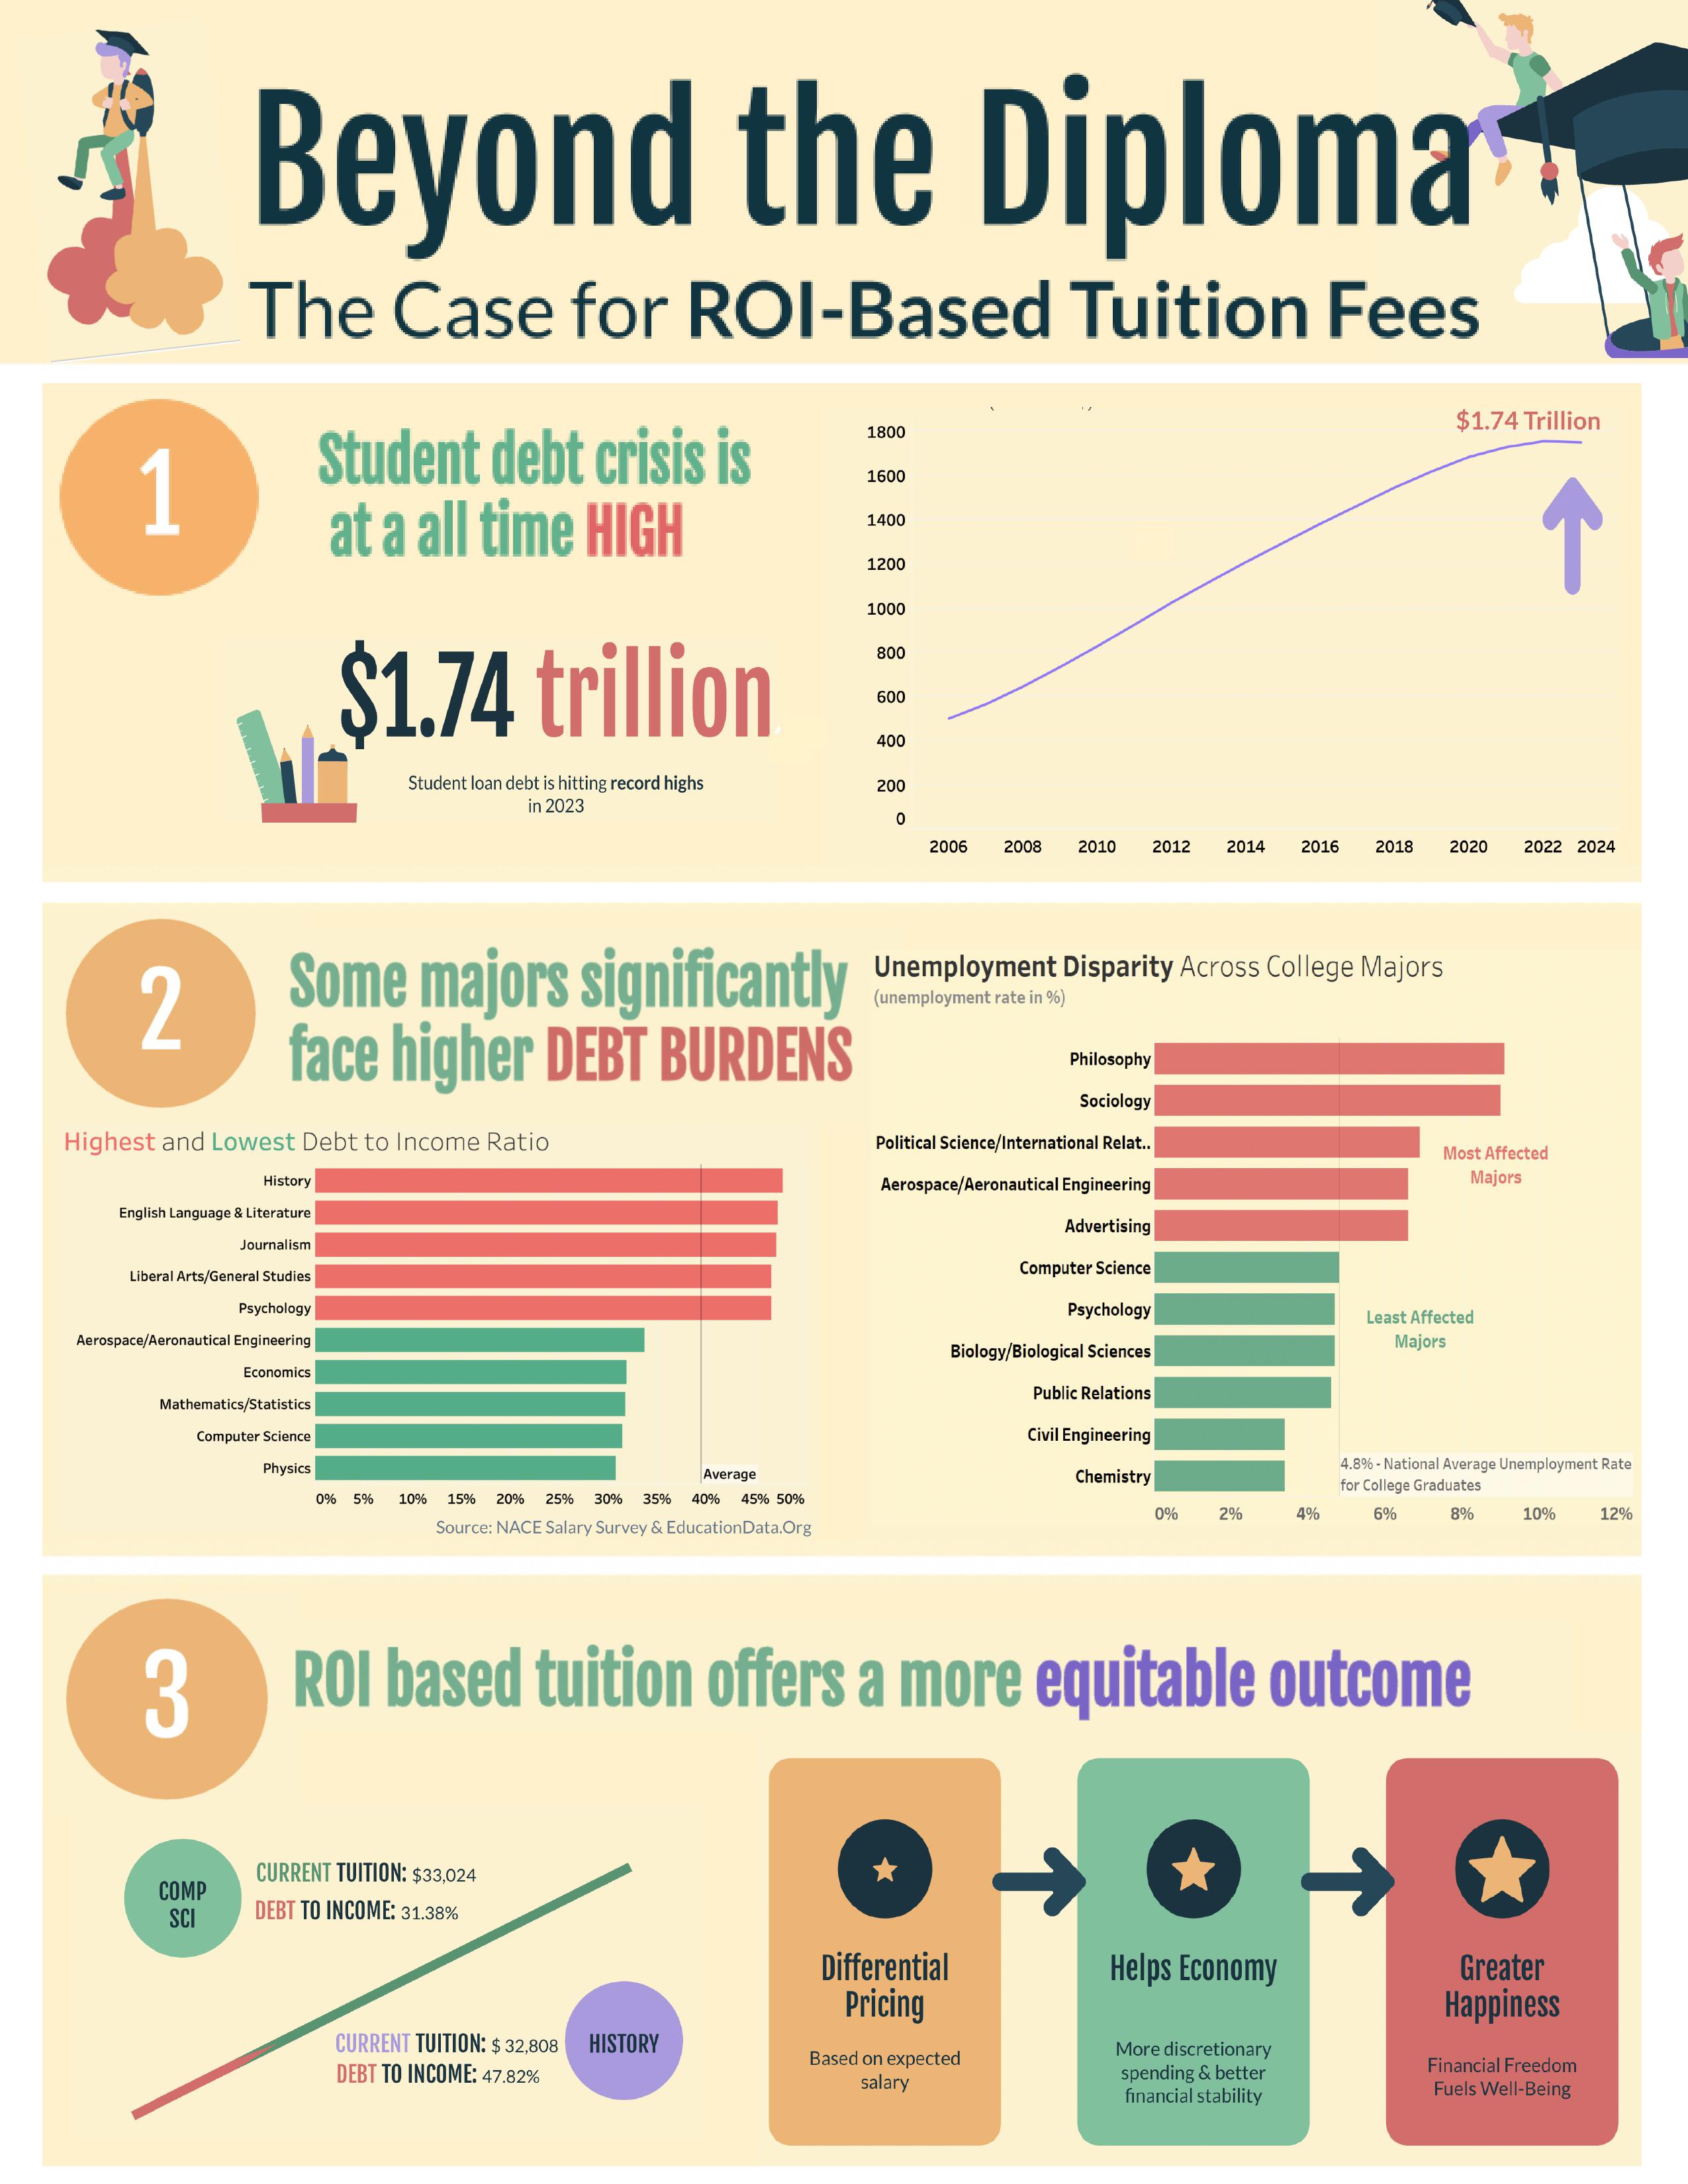 Beyond the Diploma
The Case for ROI-Based Tuition Fees
1
Student debt crisis is
at a all time HIGH
$1.74 trillion
Student loan debt is hitting record highs
in 2023
$1.74 Trillion
1800
1600
1400
1200
1000
800
600
400
200
0
2006 2008 2010 2012 2014 2016 2018 2020 2022 2024
2
Some majors significantly
face higher DEBT BURDENS
Highest and Lowest Debt to Income Ratio
History
English Language & Literature
Journalism
Liberal Arts/General Studies
Psychology
Aerospace/Aeronautical Engineering
Economics
Mathematics/Statistics
Computer Science
Physics
Average
0% 5% 10% 15% 20% 25% 30% 35% 40% 45% 50%
Source: NACE Salary Survey & EducationData.Org
Unemployment Disparity Across College Majors
(unemployment rate in %)
Philosophy
Sociology
Political Science/International Relat..
Aerospace/Aeronautical Engineering
Advertising
Computer Science
Psychology
Biology/Biological Sciences
Public Relations
Civil Engineering
Chemistry
Most Affected
Majors
Least Affected
Majors
4.8% - National Average Unemployment Rate
for College Graduates
0% 2% 4% 6% 8% 10% 12%
3
ROI based tuition offers a more equitable outcome
COMP
SCI
CURRENT TUITION: $33,024
DEBT TO INCOME: 31.38%
CURRENT TUITION: $ 32,808
DEBT TO INCOME: 47.82%
HISTORY
Differential
Pricing
Based on expected
salary
Helps Economy
More discretionary
spending & better
financial stability
Greater
Happiness
Financial Freedom
Fuels Well-Being